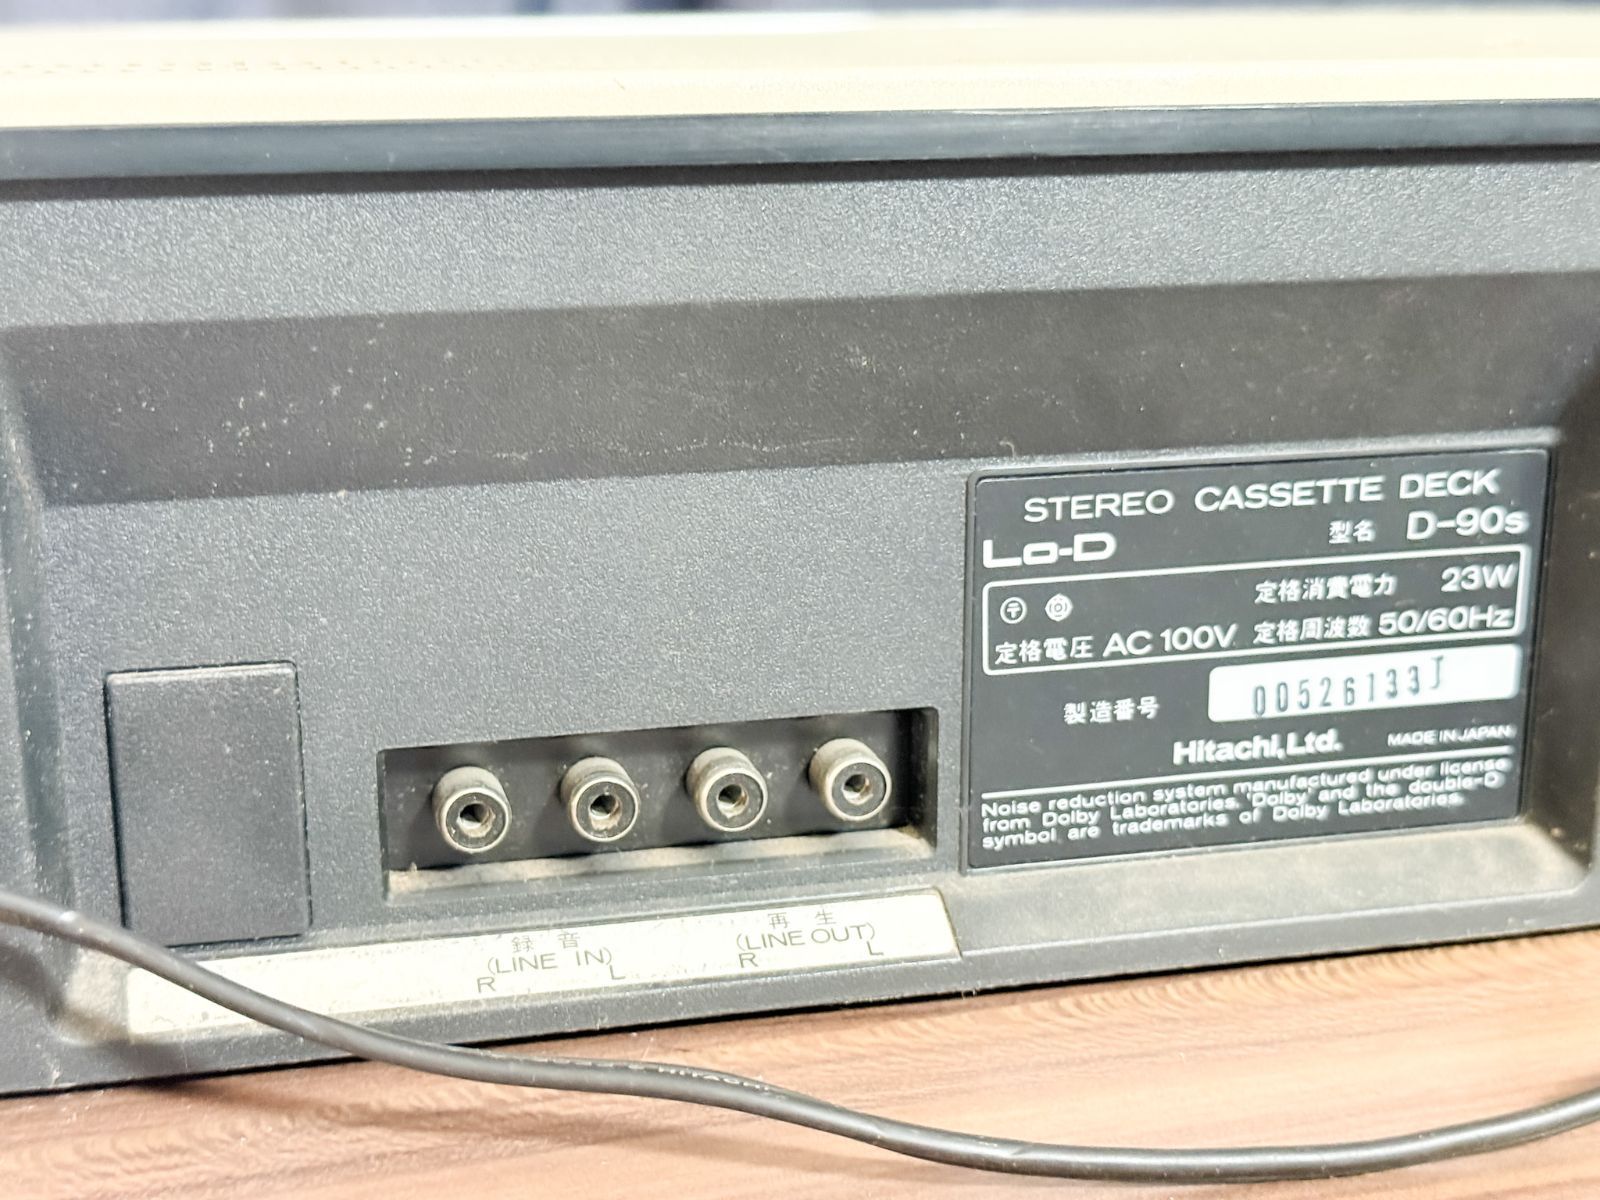 STEREO CASSETTE DECK
Lo-D 型名 D-90s
定格消費電力 23W
定格電圧 AC 100V 定格周波数 50/60Hz
製造番号 00526133J
Hitachi, Ltd. MADE IN JAPAN
Noise reduction system manufactured under license
from Dolby Laboratories. 'Dolby' and the double-D
symbol are trademarks of Dolby Laboratories.
録音 再生
(LINE IN) (LINE OUT)
R L R L
HITACHI